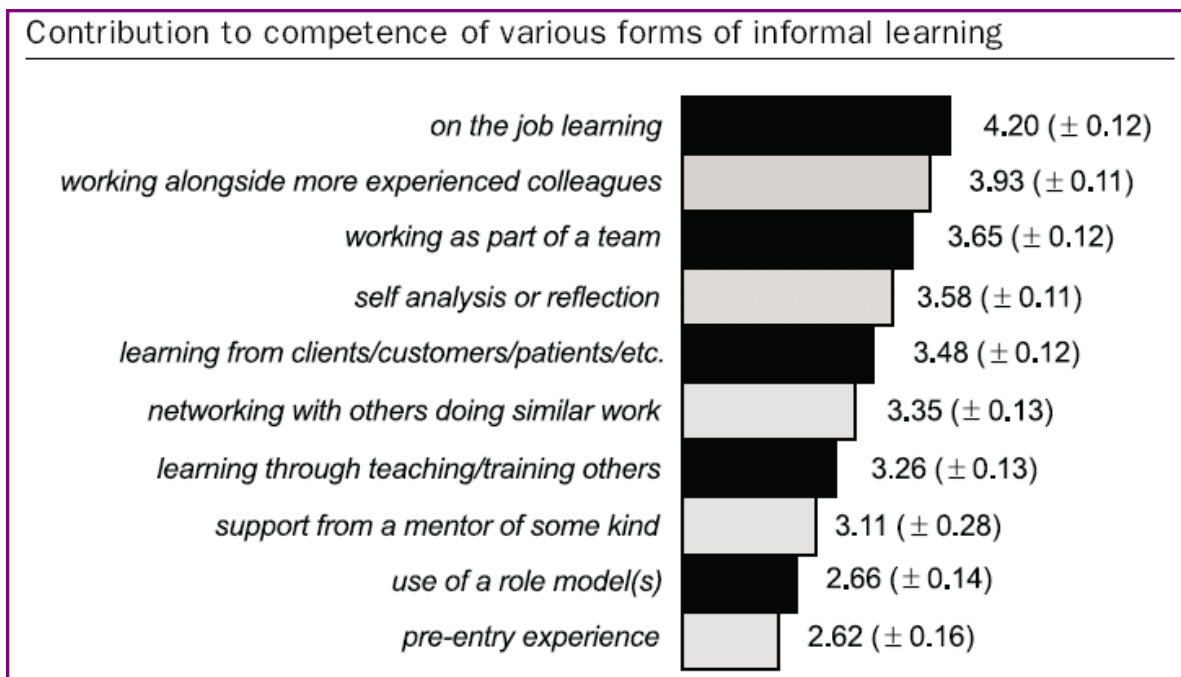 Contribution to competence of various forms of informal learning
on the job learning 4.20 (± 0.12)
working alongside more experienced colleagues 3.93 (± 0.11)
working as part of a team 3.65 (± 0.12)
self analysis or reflection 3.58 (± 0.11)
learning from clients/customers/patients/etc. 3.48 (± 0.12)
networking with others doing similar work 3.35 (± 0.13)
learning through teaching/training others 3.26 (± 0.13)
support from a mentor of some kind 3.11 (± 0.28)
use of a role model(s) 2.66 (± 0.14)
pre-entry experience 2.62 (± 0.16)